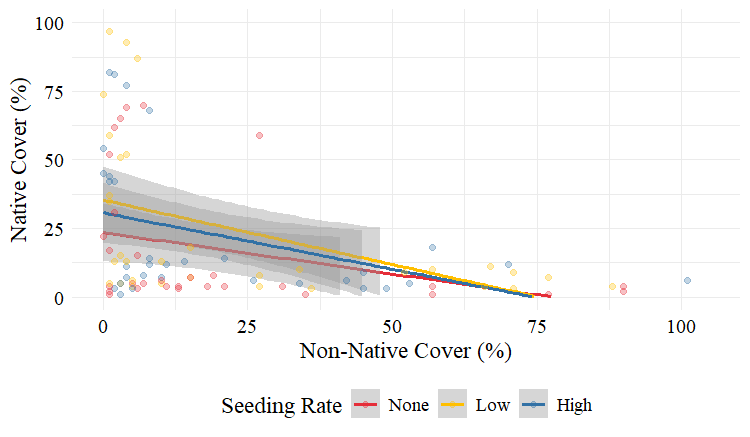 Native Cover (%)
100
75
50
25
0
0 25 50 75 100
Non-Native Cover (%)
Seeding Rate None Low High